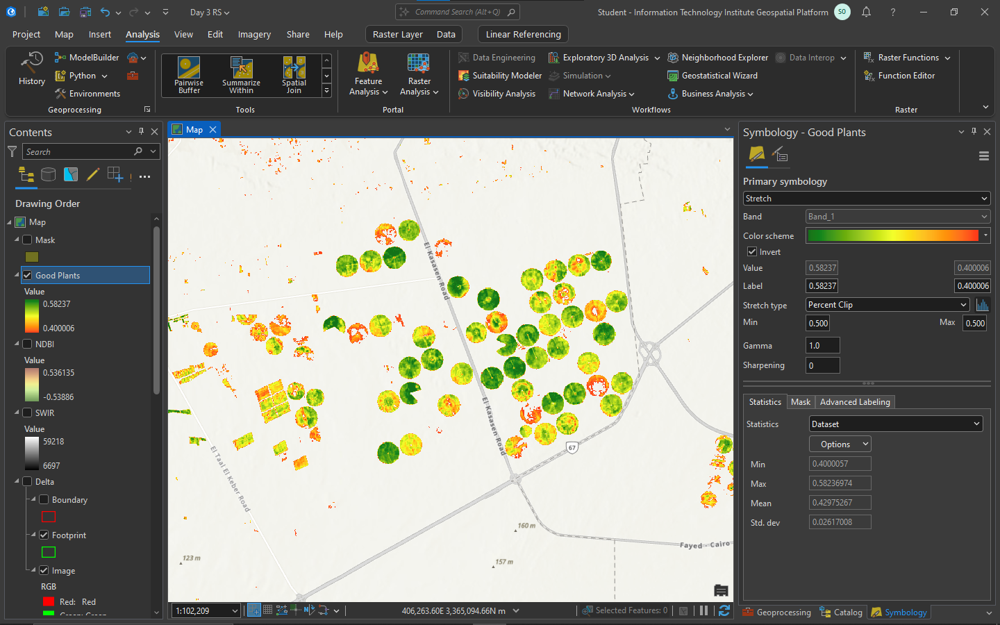 Day 3 RS
Command Search (Alt+Q)
Student - Information Technology Institute Geospatial Platform
SO
?
Project
Map
Insert
Analysis
View
Edit
Imagery
Share
Help
Raster Layer
Data
Linear Referencing
History
ModelBuilder
Python
Environments
Geoprocessing
Pairwise
Buffer
Summarize
Within
Spatial
Join
Tools
Feature
Analysis
Raster
Analysis
Portal
Data Engineering
Suitability Modeler
Visibility Analysis
Exploratory 3D Analysis
Simulation
Network Analysis
Neighborhood Explorer
Geostatistical Wizard
Business Analysis
Data Interop
Workflows
Raster Functions
Function Editor
Raster
Contents
Search
Drawing Order
Map
Mask
Good Plants
Value
0.58237
0.400006
NDBI
Value
0.536135
-0.53886
SWIR
Value
59218
6697
Delta
Boundary
Footprint
Image
RGB
Red: Red
Green: Green
Map
El Kasasen Road
El Kasasen Road
El Taal El Keber Road
67
160 m
157 m
123 m
Fayed - Cairo
1:102,209
406,263.60E 3,365,094.66N m
Selected Features: 0
Symbology - Good Plants
Primary symbology
Stretch
Band
Band_1
Color scheme
Invert
Value
0.58237
0.400006
Label
0.58237
0.400006
Stretch type
Percent Clip
Min
0.500
Max
0.500
Gamma
1.0
Sharpening
0
Statistics
Mask
Advanced Labeling
Statistics
Dataset
Options
Min
0.4000057
Max
0.58236974
Mean
0.42975267
Std. dev
0.02617008
Geoprocessing
Catalog
Symbology